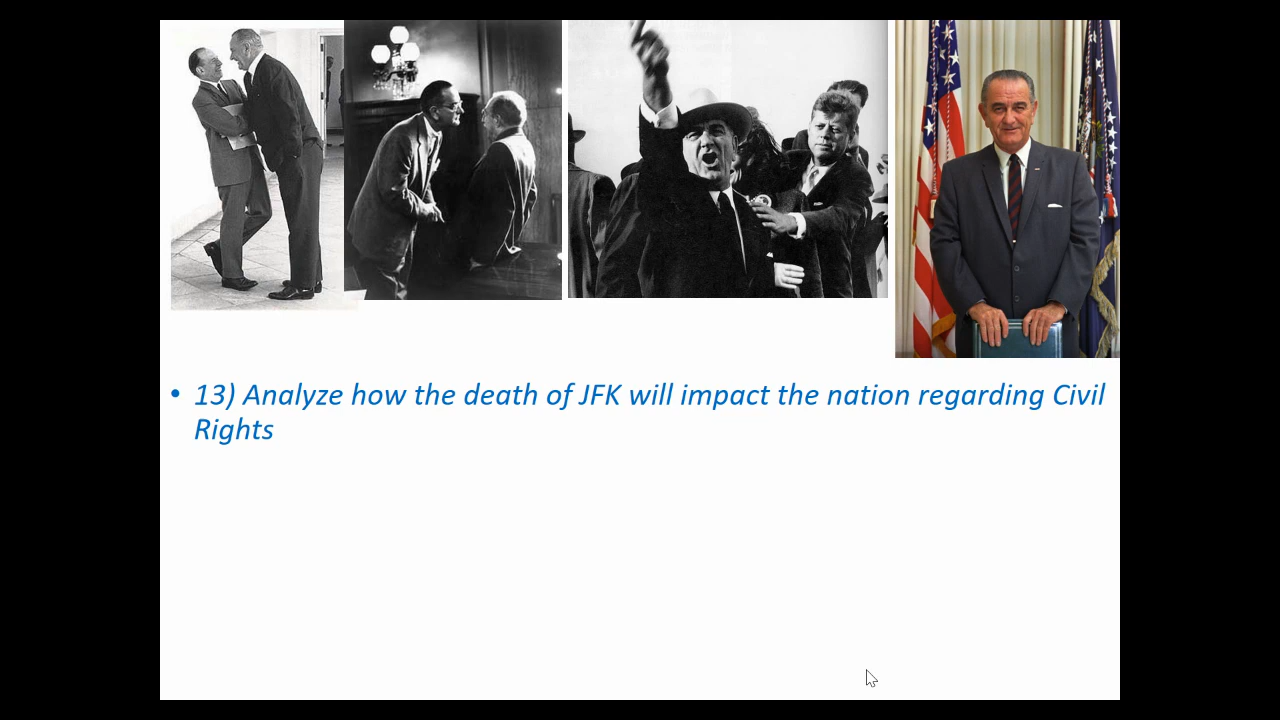 • 13) Analyze how the death of JFK will impact the nation regarding Civil
Rights